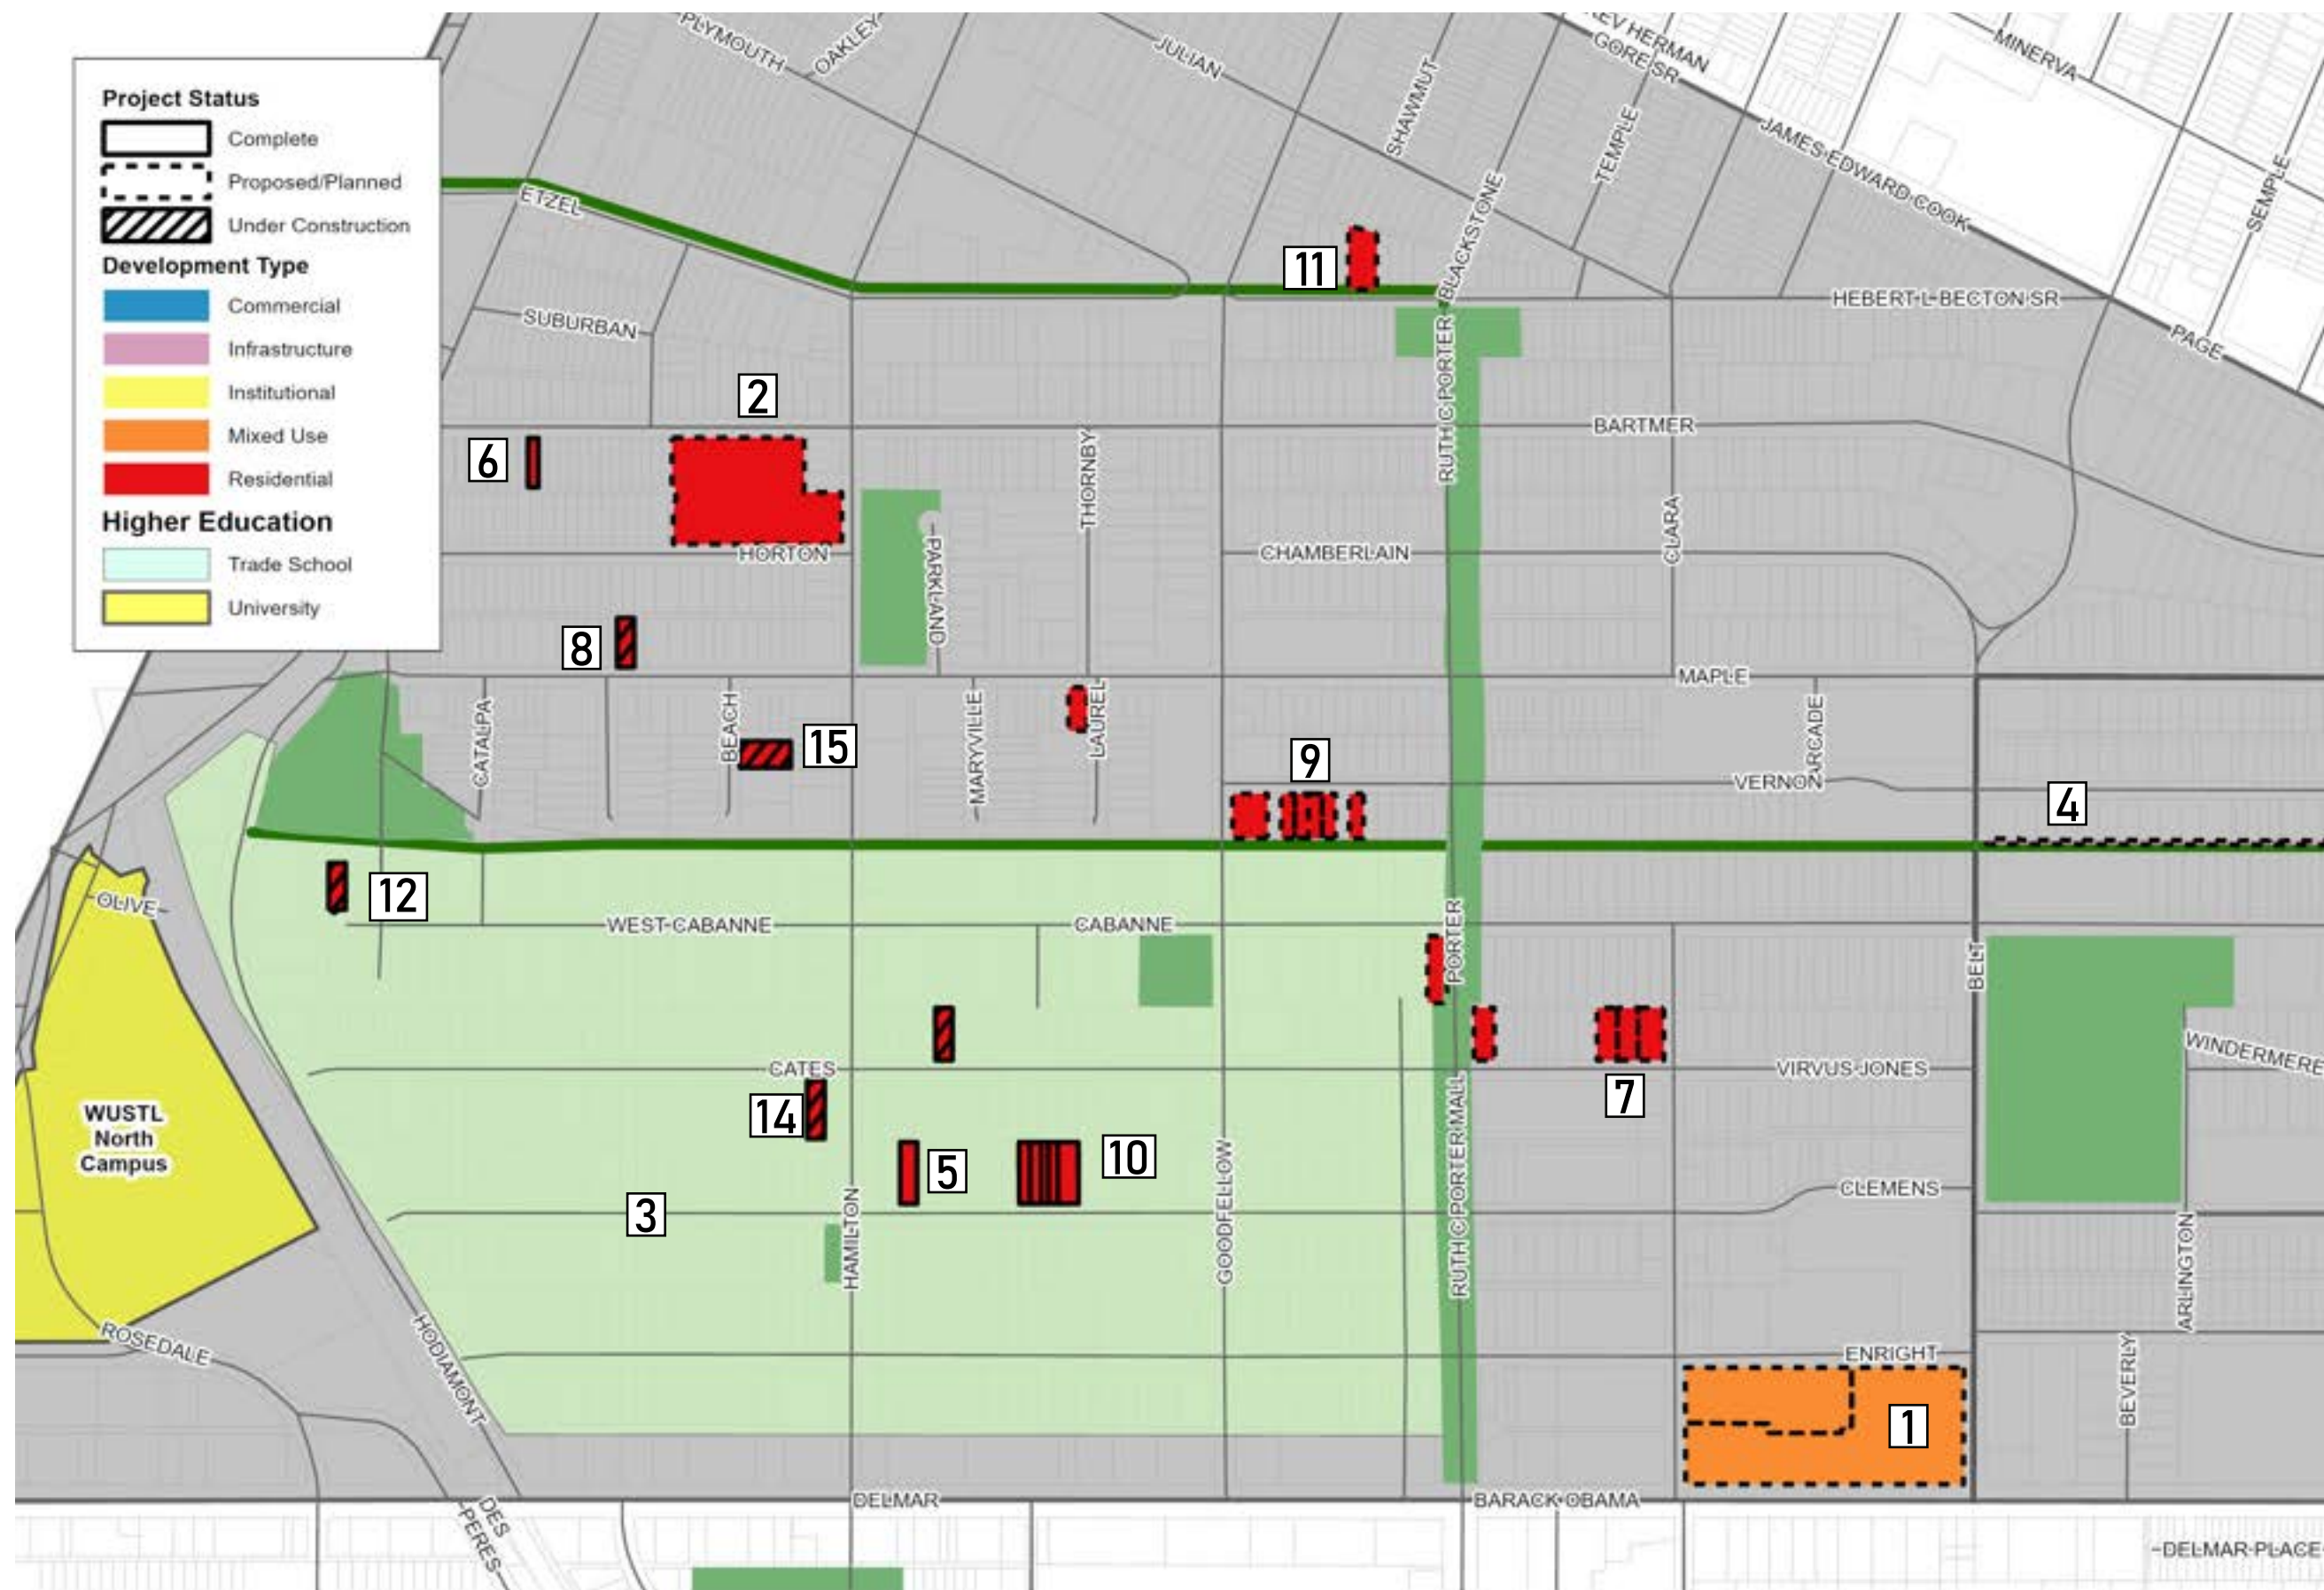 Project Status
Complete
Proposed/Planned
Under Construction
Development Type
Commercial
Infrastructure
Institutional
Mixed Use
Residential
Higher Education
Trade School
University
PLYMOUTH
OAKLEY
JULIAN
SHAWMUT
HERMAN
GORE SR
MINERVA
TEMPLE
JAMES EDWARD COOK
SEMPLE
ETZEL
BLACKSTONE
11
HEBERT L BECTON SR
SUBURBAN
PAGE
2
RUTH C PORTER
BARTMER
6
THORNBY
HORTON
CHAMBERLAIN
CLARA
PARKLAND
8
MAPLE
CATALPA
BEACH
15
MARYVILLE
LAUREL
9
ARCADE
VERNON
4
12
OLIVE
WEST CABANNE
CABANNE
PORTER
BELT
WINDERMERE
CATES
VIRVUS JONES
7
WUSTL
North
Campus
14
5
10
GOODFELLOW
RUTH C PORTER MALL
CLEMENS
3
HAMILTON
ARLINGTON
ROSEDALE
HODIAMONT
ENRIGHT
BEVERLY
1
DELMAR
BARACK OBAMA
DES
PERES
DELMAR PLACE